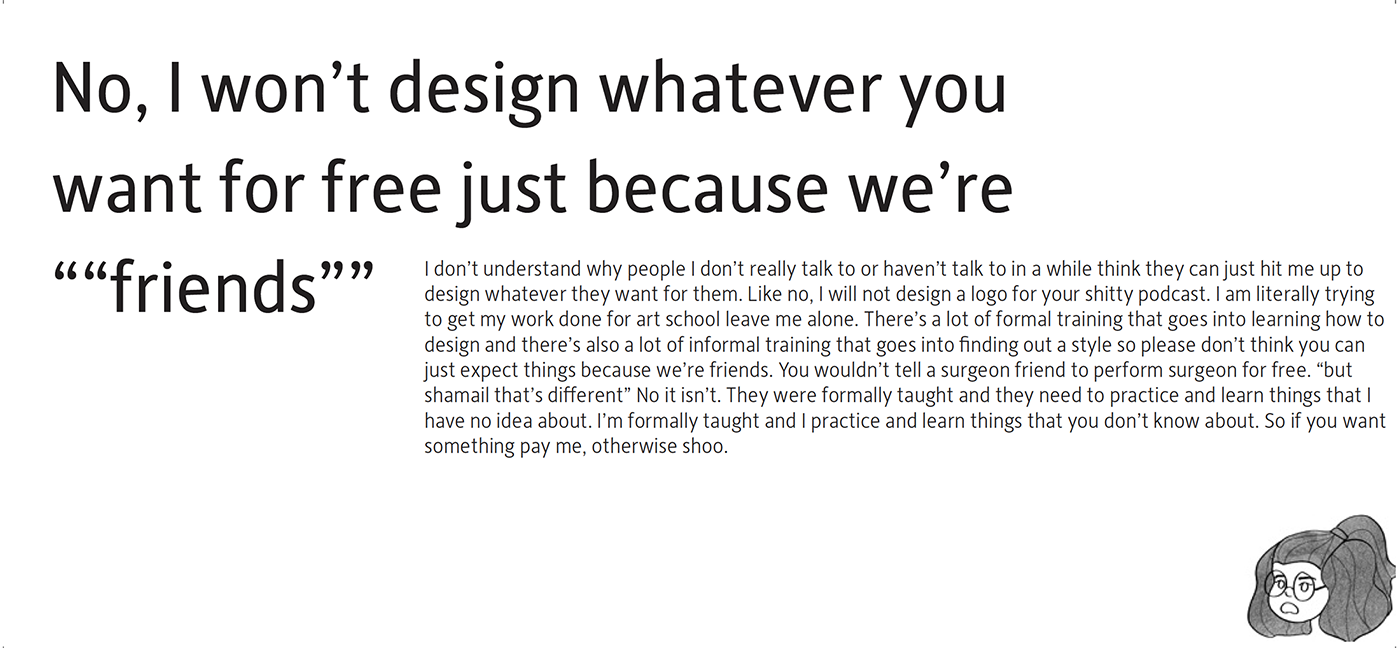 No, I won’t design whatever you
want for free just because we’re
““friends””
I don’t understand why people I don’t really talk to or haven’t talk to in a while think they can just hit me up to
design whatever they want for them. Like no, I will not design a logo for your shitty podcast. I am literally trying
to get my work done for art school leave me alone. There’s a lot of formal training that goes into learning how to
design and there’s also a lot of informal training that goes into finding out a style so please don’t think you can
just expect things because we’re friends. You wouldn’t tell a surgeon friend to perform surgeon for free. “but
shamail that’s different” No it isn’t. They were formally taught and they need to practice and learn things that I
have no idea about. I’m formally taught and I practice and learn things that you don’t know about. So if you want
something pay me, otherwise shoo.